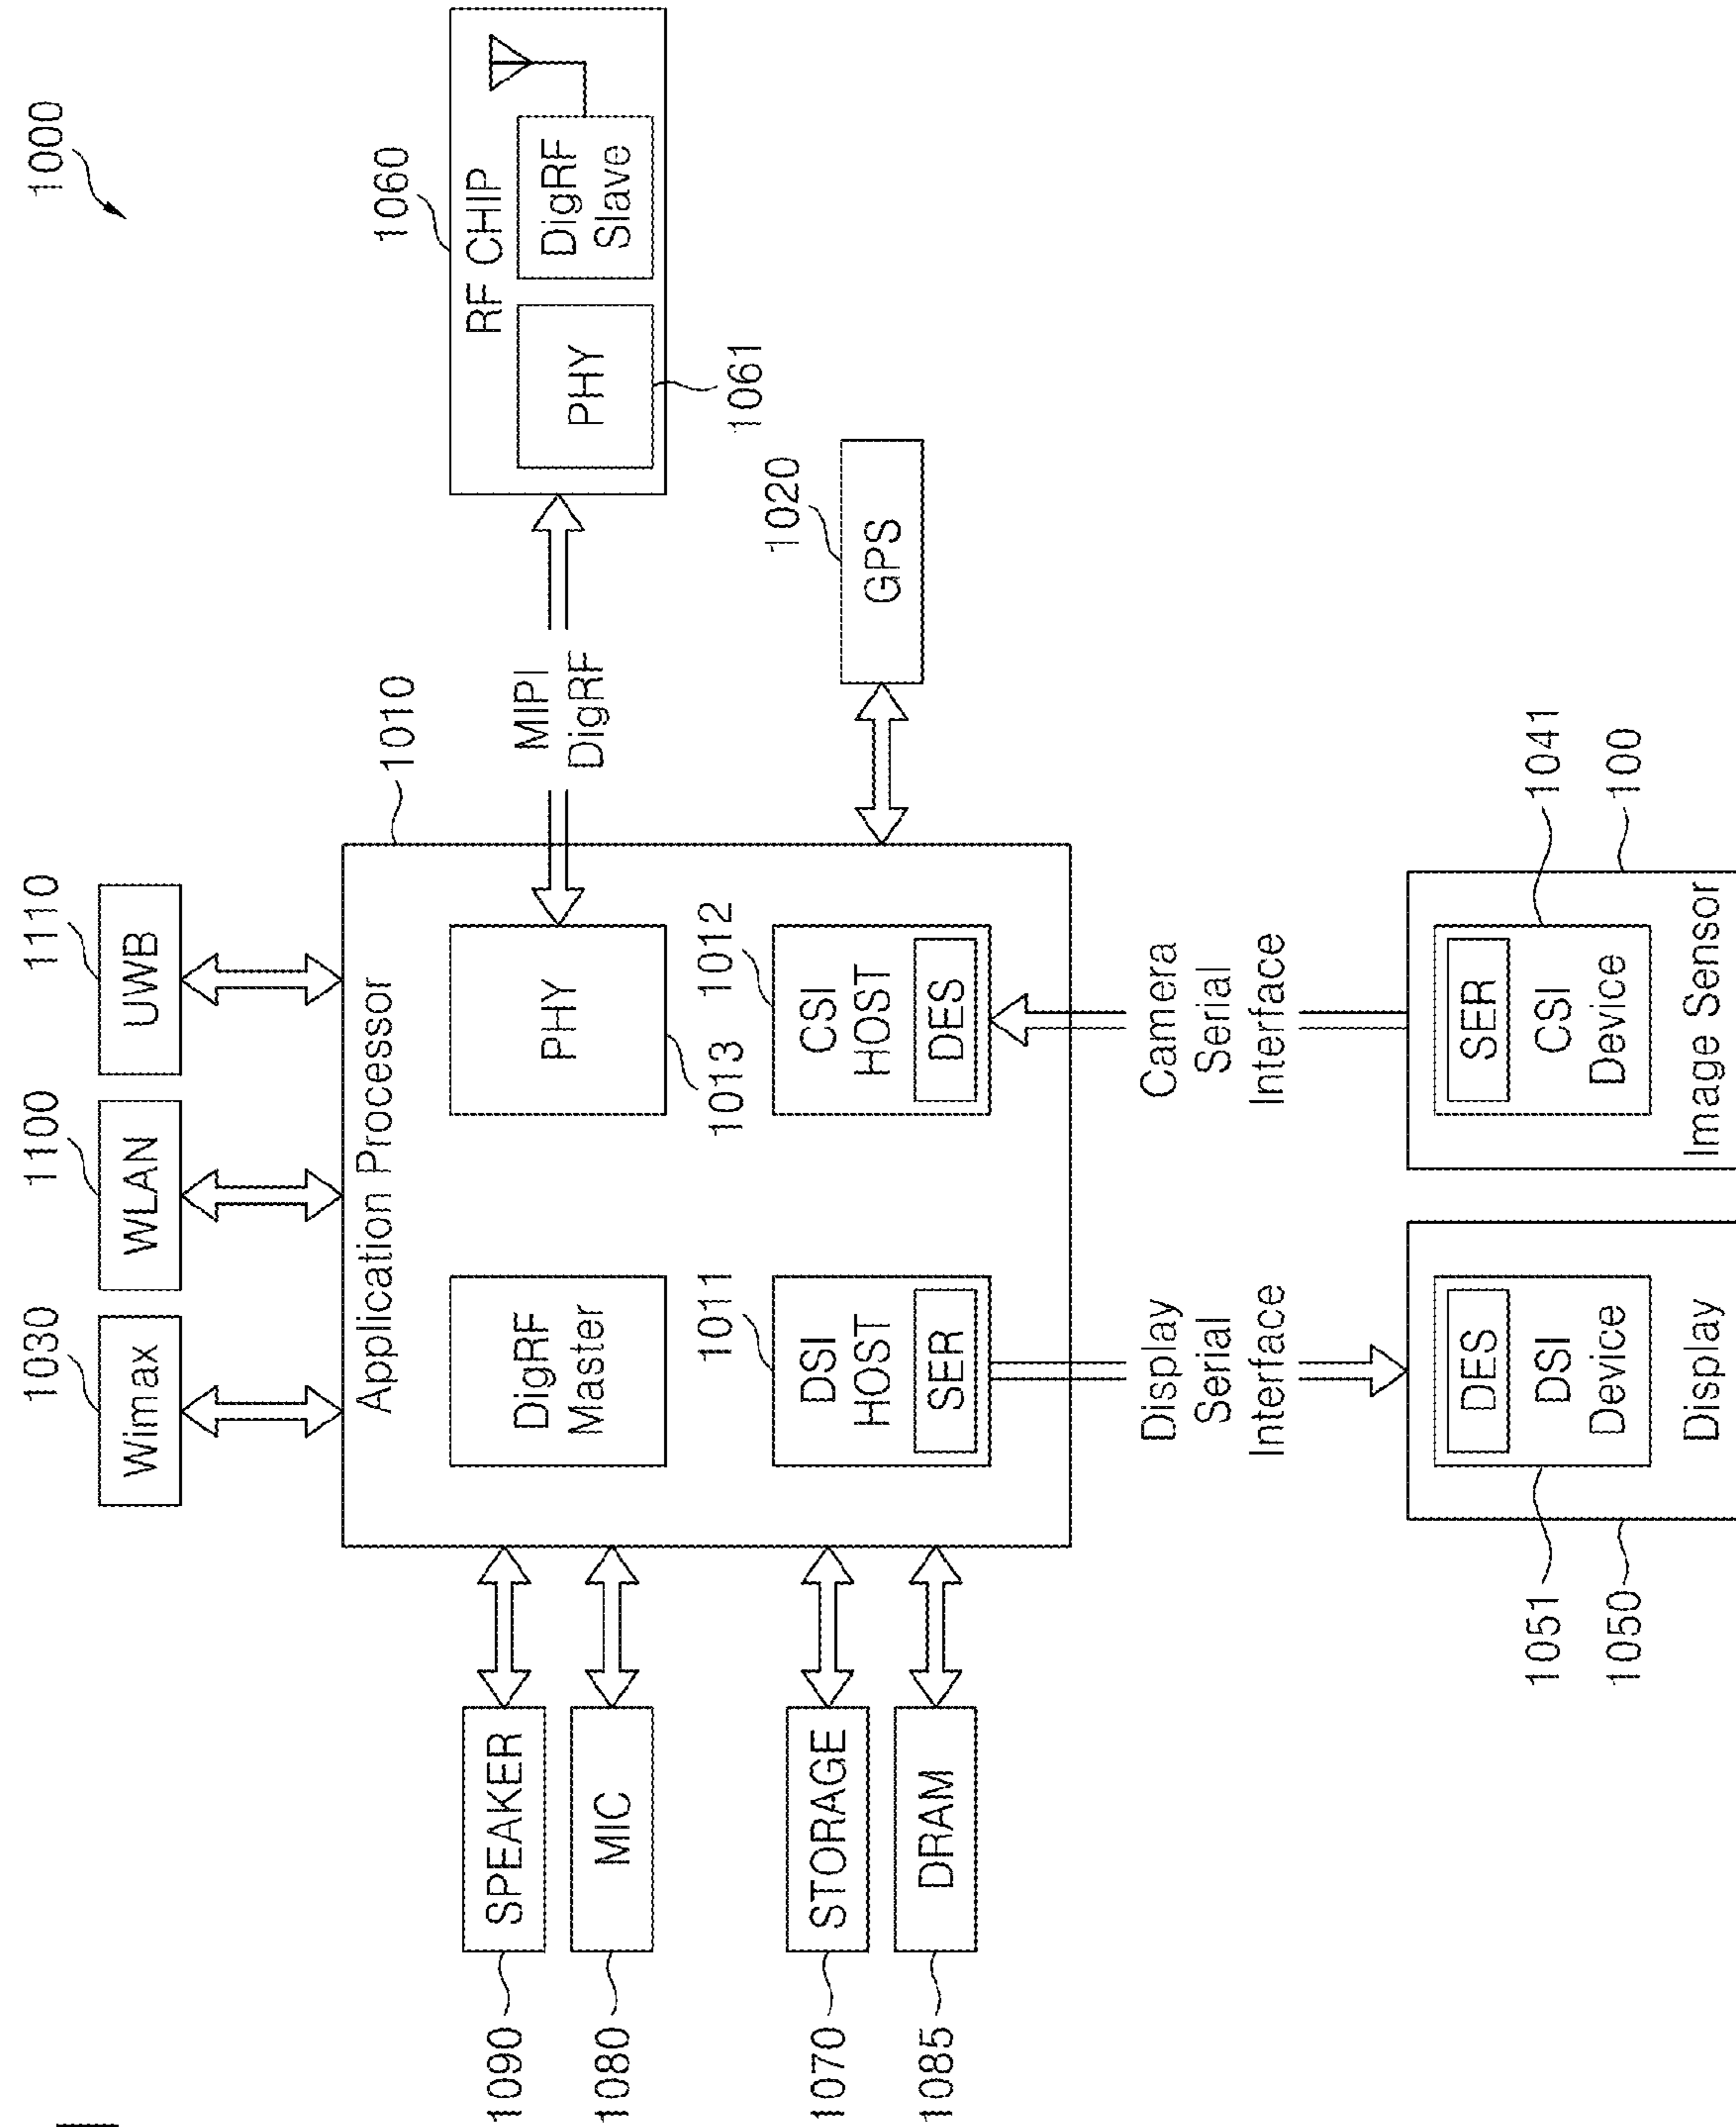 1000
Wimax
1030
WLAN
1100
UWB
1110
Application Processor
1010
DigRF
Master
PHY
1013
DSI
HOST
SER
1011
CSI
HOST
DES
1012
MIPI
DigRF
RF CHIP
1060
PHY
1061
DigRF
Slave
GPS
1020
1090
SPEAKER
1080
MIC
1070
STORAGE
1085
DRAM
Display
Serial
Interface
Camera
Serial
Interface
DES
DSI
Device
Display
1051
1050
SER
CSI
Device
Image Sensor
1041
100